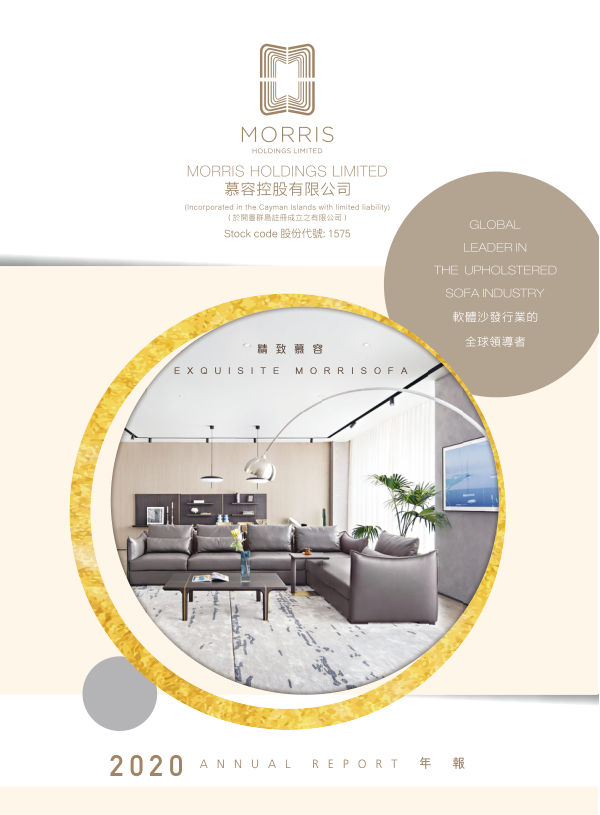 MORRIS
HOLDINGS LIMITED
MORRIS HOLDINGS LIMITED
慕容控股有限公司
(Incorporated in the Cayman Islands with limited liability)
(於開曼群島註冊成立之有限公司)
Stock code 股份代號: 1575
GLOBAL
LEADER IN
THE UPHOLSTERED
SOFA INDUSTRY
軟體沙發行業的
全球領導者
精致慕容
EXQUISITE MORRISOFA
2020 ANNUAL REPORT 年報